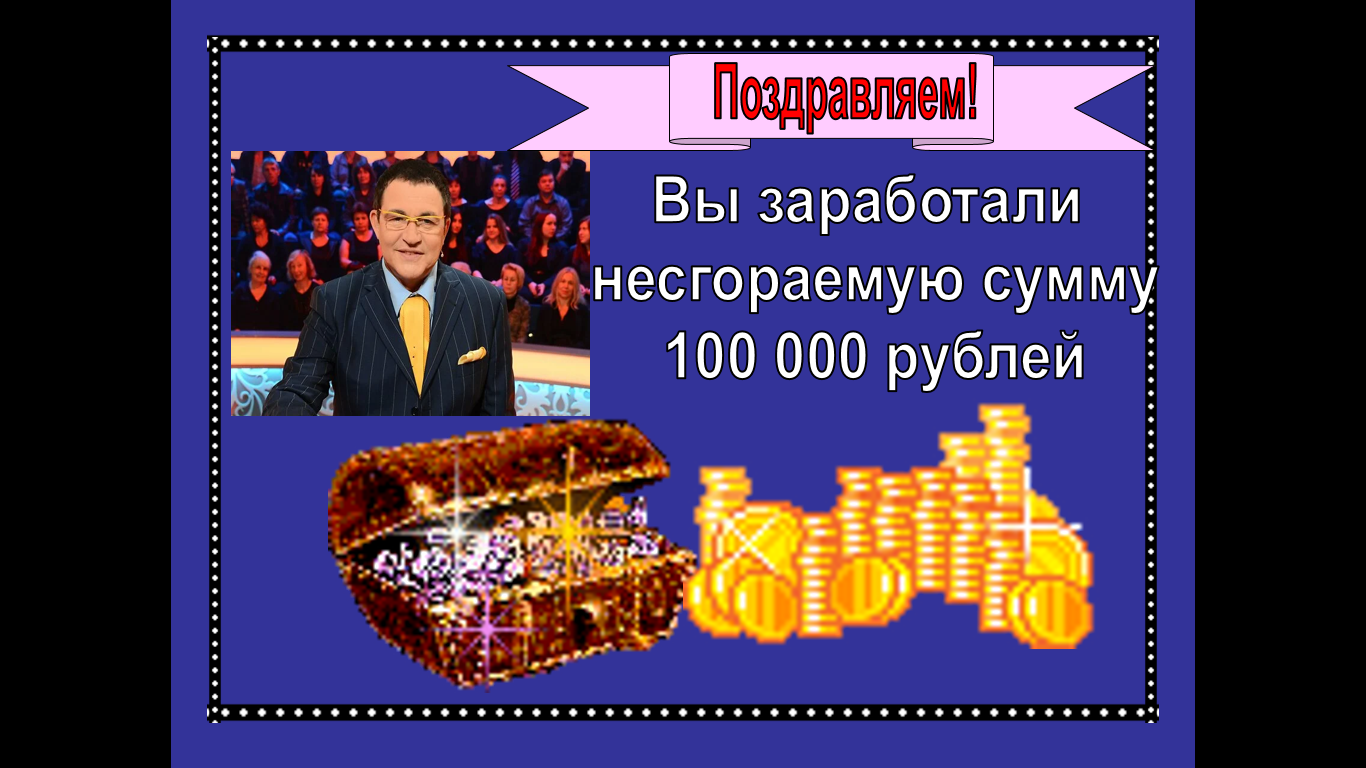 Поздравляем!
Вы заработали
несгораемую сумму
100 000 рублей